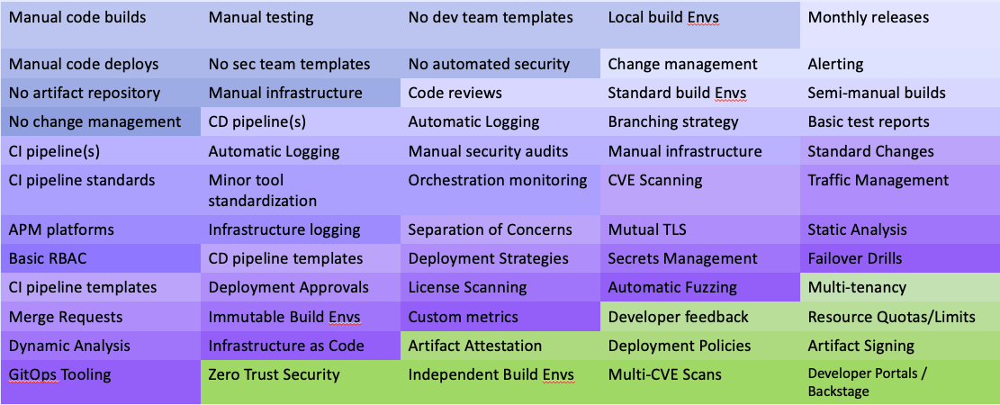 Manual code builds
Manual testing
No dev team templates
Local build Envs
Monthly releases
Manual code deploys
No sec team templates
No automated security
Change management
Alerting
No artifact repository
Manual infrastructure
Code reviews
Standard build Envs
Semi-manual builds
No change management
CD pipeline(s)
Automatic Logging
Branching strategy
Basic test reports
CI pipeline(s)
Automatic Logging
Manual security audits
Manual infrastructure
Standard Changes
CI pipeline standards
Minor tool
standardization
Orchestration monitoring
CVE Scanning
Traffic Management
APM platforms
Infrastructure logging
Separation of Concerns
Mutual TLS
Static Analysis
Basic RBAC
CD pipeline templates
Deployment Strategies
Secrets Management
Failover Drills
CI pipeline templates
Deployment Approvals
License Scanning
Automatic Fuzzing
Multi-tenancy
Merge Requests
Immutable Build Envs
Custom metrics
Developer feedback
Resource Quotas/Limits
Dynamic Analysis
Infrastructure as Code
Artifact Attestation
Deployment Policies
Artifact Signing
GitOps Tooling
Zero Trust Security
Independent Build Envs
Multi-CVE Scans
Developer Portals /
Backstage